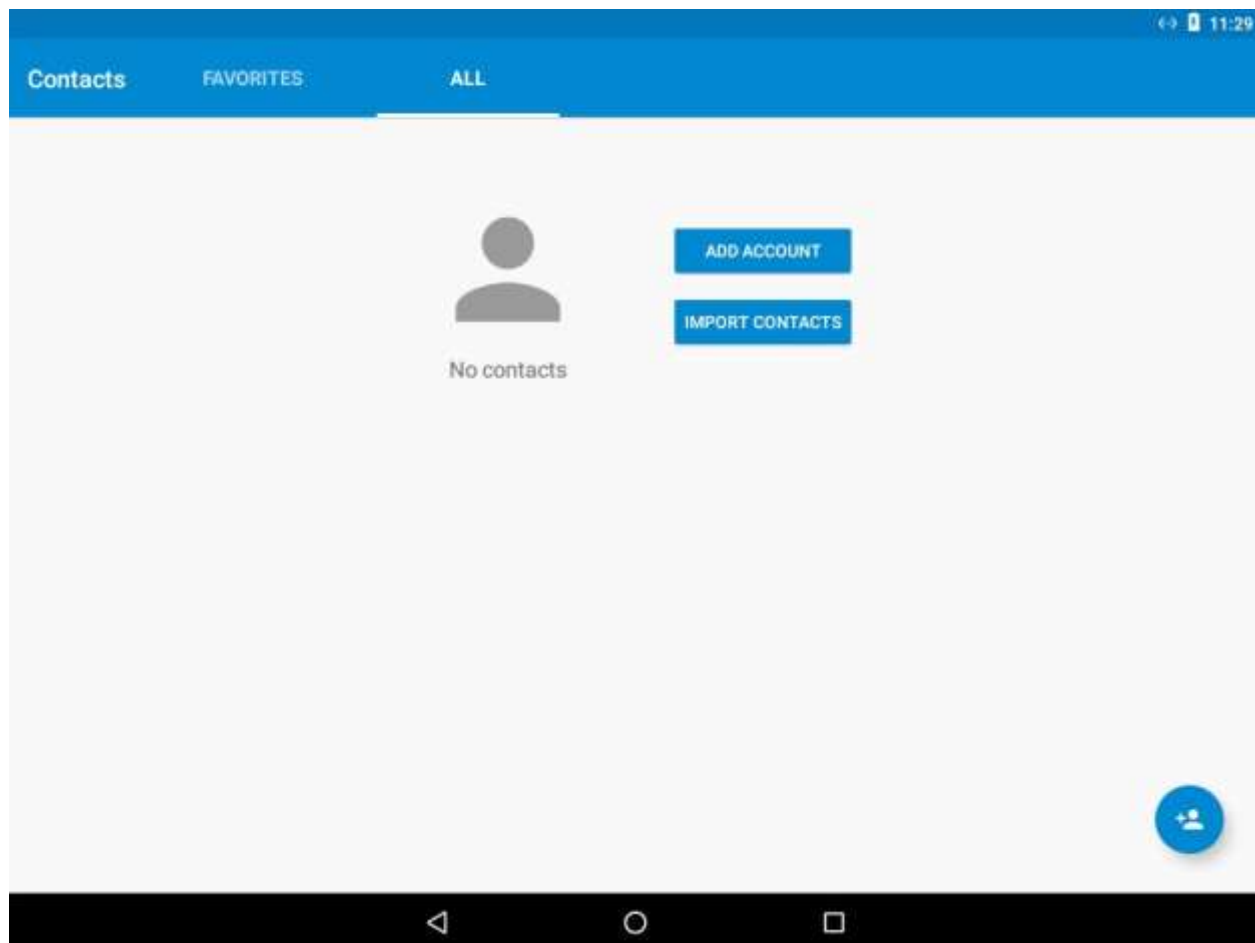 11:29
Contacts FAVORITES ALL
ADD ACCOUNT
IMPORT CONTACTS
No contacts